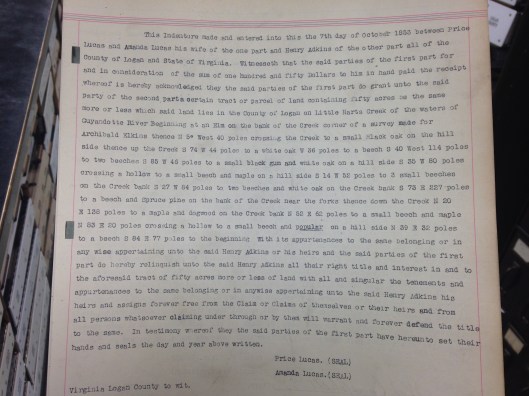 This Indenture made and entered into this the 7th day of October 1853 between Price
Lucas and Amanda Lucas his wife of the one part and Henry Adkins of the other part all of the
County of Logan and State of Virginia. Witnesseth that the said parties of the first part for
and in consideration of the sum of one hundred and fifty Dollars to his in hand paid the receipt
whereof is hereby acknowledged they the said parties of the first part do grant unto the said
party of the second part a certain tract or parcel of land containing fifty acres be the same
more or less which said land lies in the County of Logan on Little Harts Creek of the waters of
Guyandotte River Beginning at an Elm on the bank of the Creek corner of a survey made for
Archibald Elkins thence S West 40 poles crossing the Creek to a small black oak on the hill
side thence up the Creek S 74 W 44 poles to a white oak W 26 poles to a beech S 40 West 114 poles
to two beeches S 85 W 46 poles to a small black gum and white oak on a hill side S 35 W 80 poles
crossing a hollow to a small beech and maple on a hill side S 14 W 52 poles to 2 small beeches
on the Creek bank S 27 W 64 poles to two beeches and white oak on the Creek bank S 73 E 227 poles
to a beech and Spruce pine on the bank of the Creek near the forks thence down the Creek S 20
E 132 poles to a maple and dogwood on the Creek bank S 52 E 42 poles to a small beech and maple
S 83 E 20 poles crossing a hollow to a small beech and popular on a hill side S 39 E 32 poles
to a beech S 84 E 77 poles to the beginning With its appurtenances to the same belonging or in
any wise appertaining unto the said Henry Adkins or his heirs and the said parties of the first
part do hereby relinquish unto the said Henry Adkins all their right title and interest in and to
the aforesaid tract of fifty acres more or less of land with all and singular the tenements and
appurtenances to the same belonging or in anywise appertaining unto the said Henry Adkins his
heirs and assigns forever free from the Claim or Claims of themselves or their heirs and from
all persons whatsoever claiming under through or by them will warrant and forever defend the title
to the same. In testimony whereof they the said parties of the first part have hereunto set their
hands and seals the day and year above written.
Price Lucas. (SEAL)
Amanda Lucas. (SEAL)
Virginia Logan County to wit.